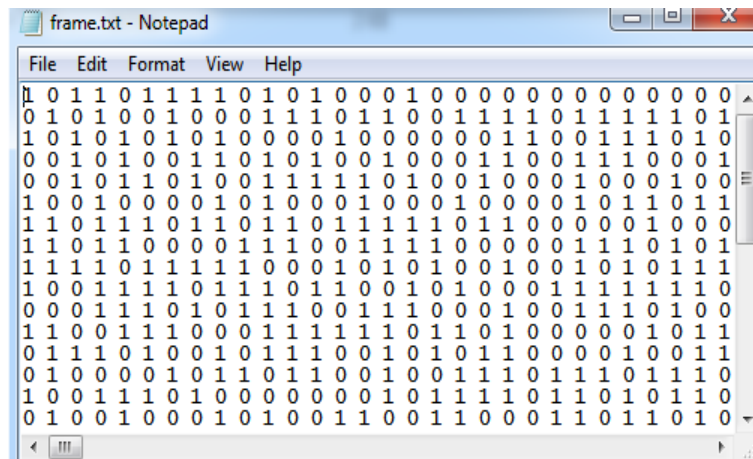 frame.txt - Notepad
File Edit Format View Help
1 0 1 1 0 1 1 1 1 0 1 0 1 0 0 0 1 0 0 0 0 0 0 0 0 0 0 0 0 0
0 1 0 1 0 0 1 0 0 0 1 1 1 0 1 1 0 0 1 1 1 1 0 1 1 1 1 1 0 1
1 0 1 0 1 0 1 0 1 0 0 0 0 1 0 0 0 0 0 0 1 1 0 0 1 1 1 0 1 0
0 0 1 0 1 0 0 1 1 0 1 0 1 0 0 1 0 0 0 1 1 0 0 1 1 1 0 0 0 1
0 0 1 0 1 1 0 1 0 0 1 1 1 1 1 0 1 0 0 1 0 0 0 1 0 0 0 1 0 0
1 0 0 1 0 0 0 0 1 0 1 0 0 0 1 0 0 0 1 0 0 0 0 1 0 1 1 0 1 1
1 1 0 1 1 1 0 1 1 0 1 1 0 1 1 1 1 1 0 1 1 0 0 0 0 0 1 0 0 0
1 1 0 1 1 0 0 0 0 1 1 1 0 0 1 1 1 1 0 0 0 0 0 1 1 1 0 1 0 1
1 1 1 1 0 1 1 1 1 1 0 0 0 1 0 1 0 1 0 0 1 0 0 1 0 1 0 1 1 1
1 0 0 1 1 1 0 1 1 1 0 1 1 0 0 1 0 1 0 0 0 1 1 1 1 1 1 1 1 0
0 0 0 1 1 1 0 1 0 1 1 1 0 0 1 1 1 0 0 0 1 0 0 1 1 1 0 1 0 0
1 1 0 0 1 1 1 0 0 0 1 1 1 1 1 1 1 0 1 1 0 1 0 0 0 0 0 1 0 1 1
0 1 1 1 0 1 0 0 1 0 1 1 1 0 0 1 0 1 0 1 1 0 0 0 0 1 0 0 1 1
0 1 0 0 0 0 1 0 1 1 0 1 1 0 0 1 0 0 1 1 1 0 1 1 1 0 1 1 1 0
1 0 0 1 1 1 0 1 0 0 0 0 0 0 0 1 0 1 1 1 1 0 1 1 0 1 0 1 1 0
0 1 0 0 1 0 0 0 1 0 1 0 0 1 1 0 0 1 1 0 0 0 1 1 0 1 1 0 1 0